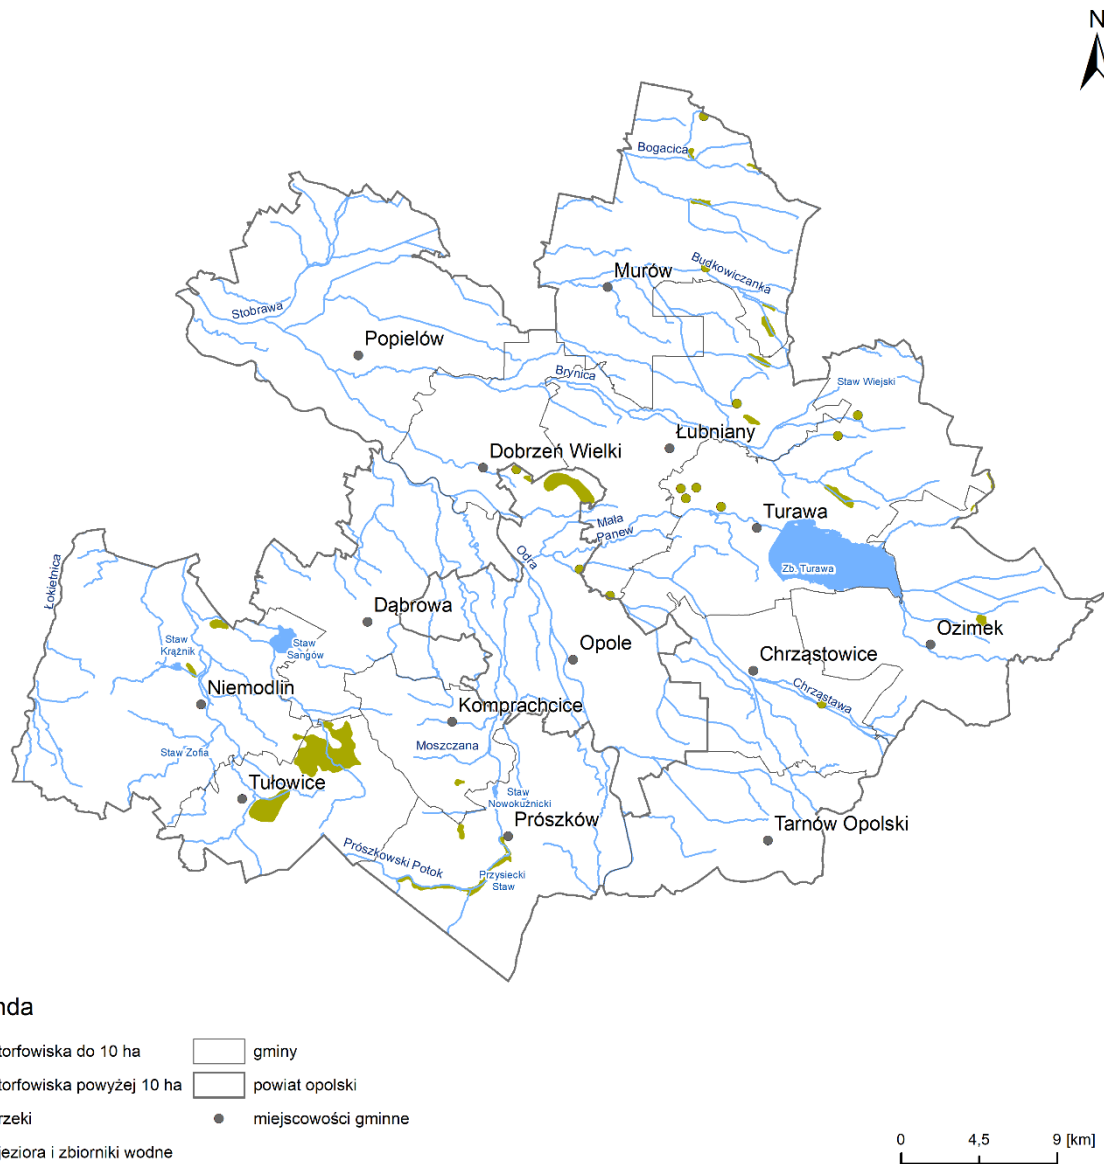 N
Bogacica
Budkowiczanka
Murów
Stobrawa
Popielów
Brynica
Staw Wiejski
Łubniany
Dobrzeń Wielki
Turawa
Mała
Panew
Odra
Zb. Turawa
Łokietnica
Dąbrowa
Ozimek
Staw
Krążnik
Staw
Sangów
Opole
Chrząstowice
Niemodlin
Chrząstawa
Komprachcice
Moszczana
Staw Zofia
Tułowice
Staw
Nowokuźnicki
Prószków
Tarnów Opolski
Prószkowski Potok
Przysiecki
Staw
nda
torfowiska do 10 ha
gminy
torfowiska powyżej 10 ha
powiat opolski
rzeki
miejscowości gminne
jeziora i zbiorniki wodne
0 4,5 9 [km]